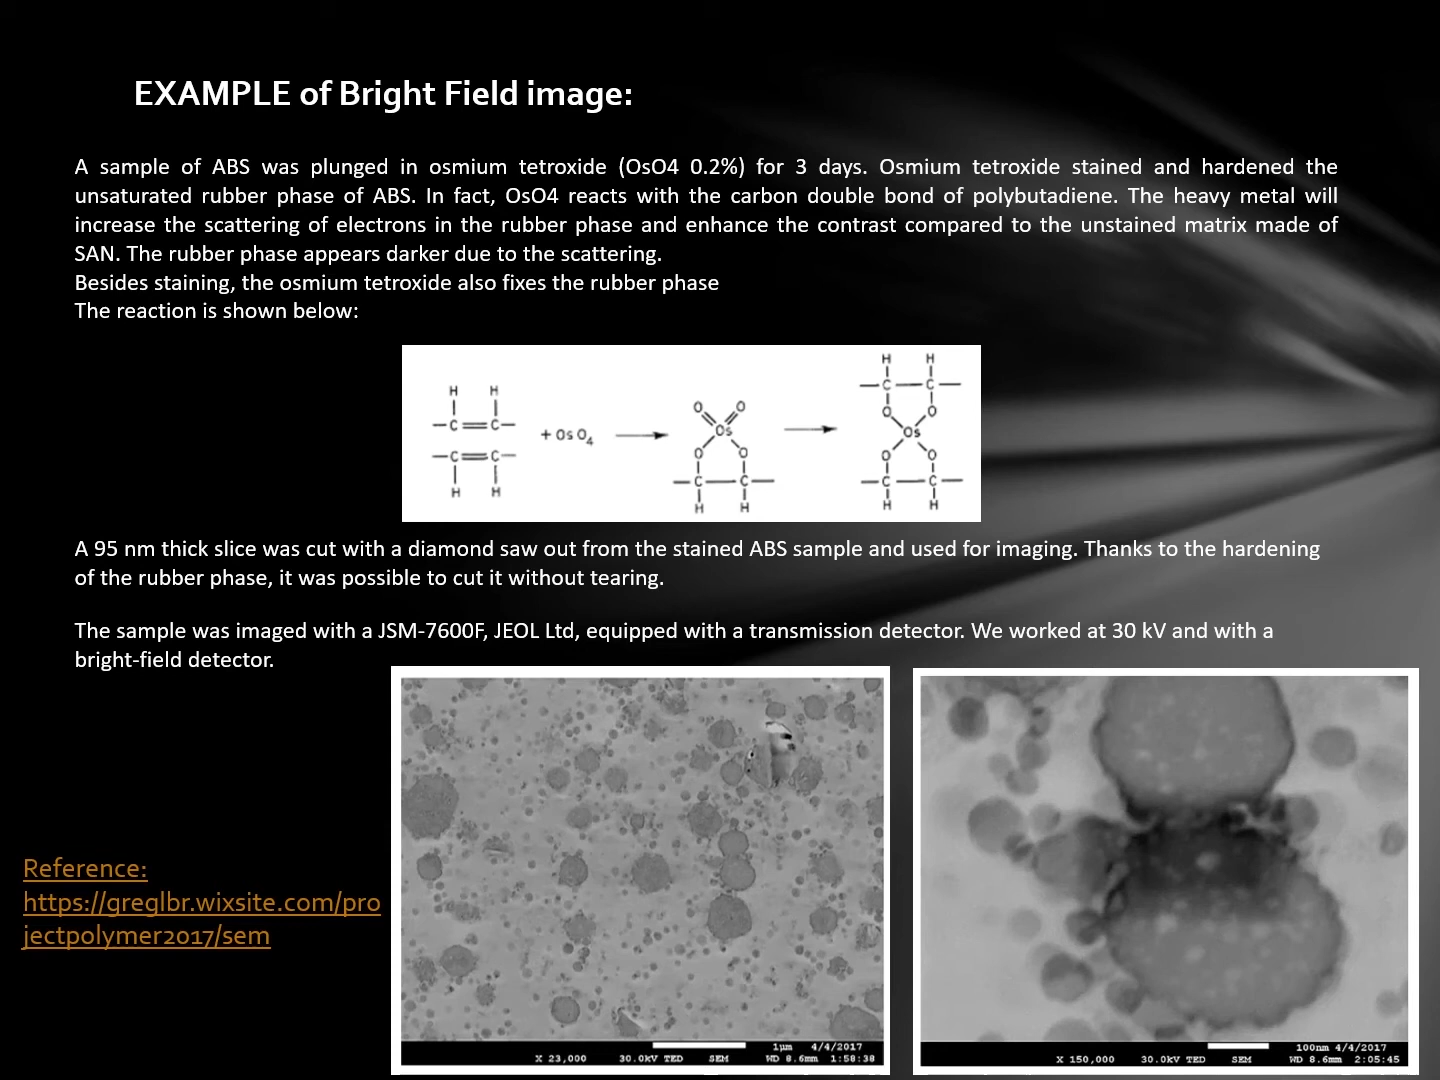 EXAMPLE of Bright Field image:
A sample of ABS was plunged in osmium tetroxide (OsO4 0.2%) for 3 days. Osmium tetroxide stained and hardened the
unsaturated rubber phase of ABS. In fact, OsO4 reacts with the carbon double bond of polybutadiene. The heavy metal will
increase the scattering of electrons in the rubber phase and enhance the contrast compared to the unstained matrix made of
SAN. The rubber phase appears darker due to the scattering.
Besides staining, the osmium tetroxide also fixes the rubber phase
The reaction is shown below:
H H
H H
O O
C C
C C
O O
+ Os O4
Os
Os
C C
O O
O O
H H
C C
C C
H H
H H
A 95 nm thick slice was cut with a diamond saw out from the stained ABS sample and used for imaging. Thanks to the hardening
of the rubber phase, it was possible to cut it without tearing.
The sample was imaged with a JSM-7600F, JEOL Ltd, equipped with a transmission detector. We worked at 30 kV and with a
bright-field detector.
Reference:
https://greglbr.wixsite.com/pro
jectpolymer2017/sem
1µm 4/4/2017
X 23,000 30.0kV TED SEM WD 8.6mm 1:58:38
100nm 4/4/2017
X 150,000 30.0kV TED SEM WD 8.6mm 2:05:45